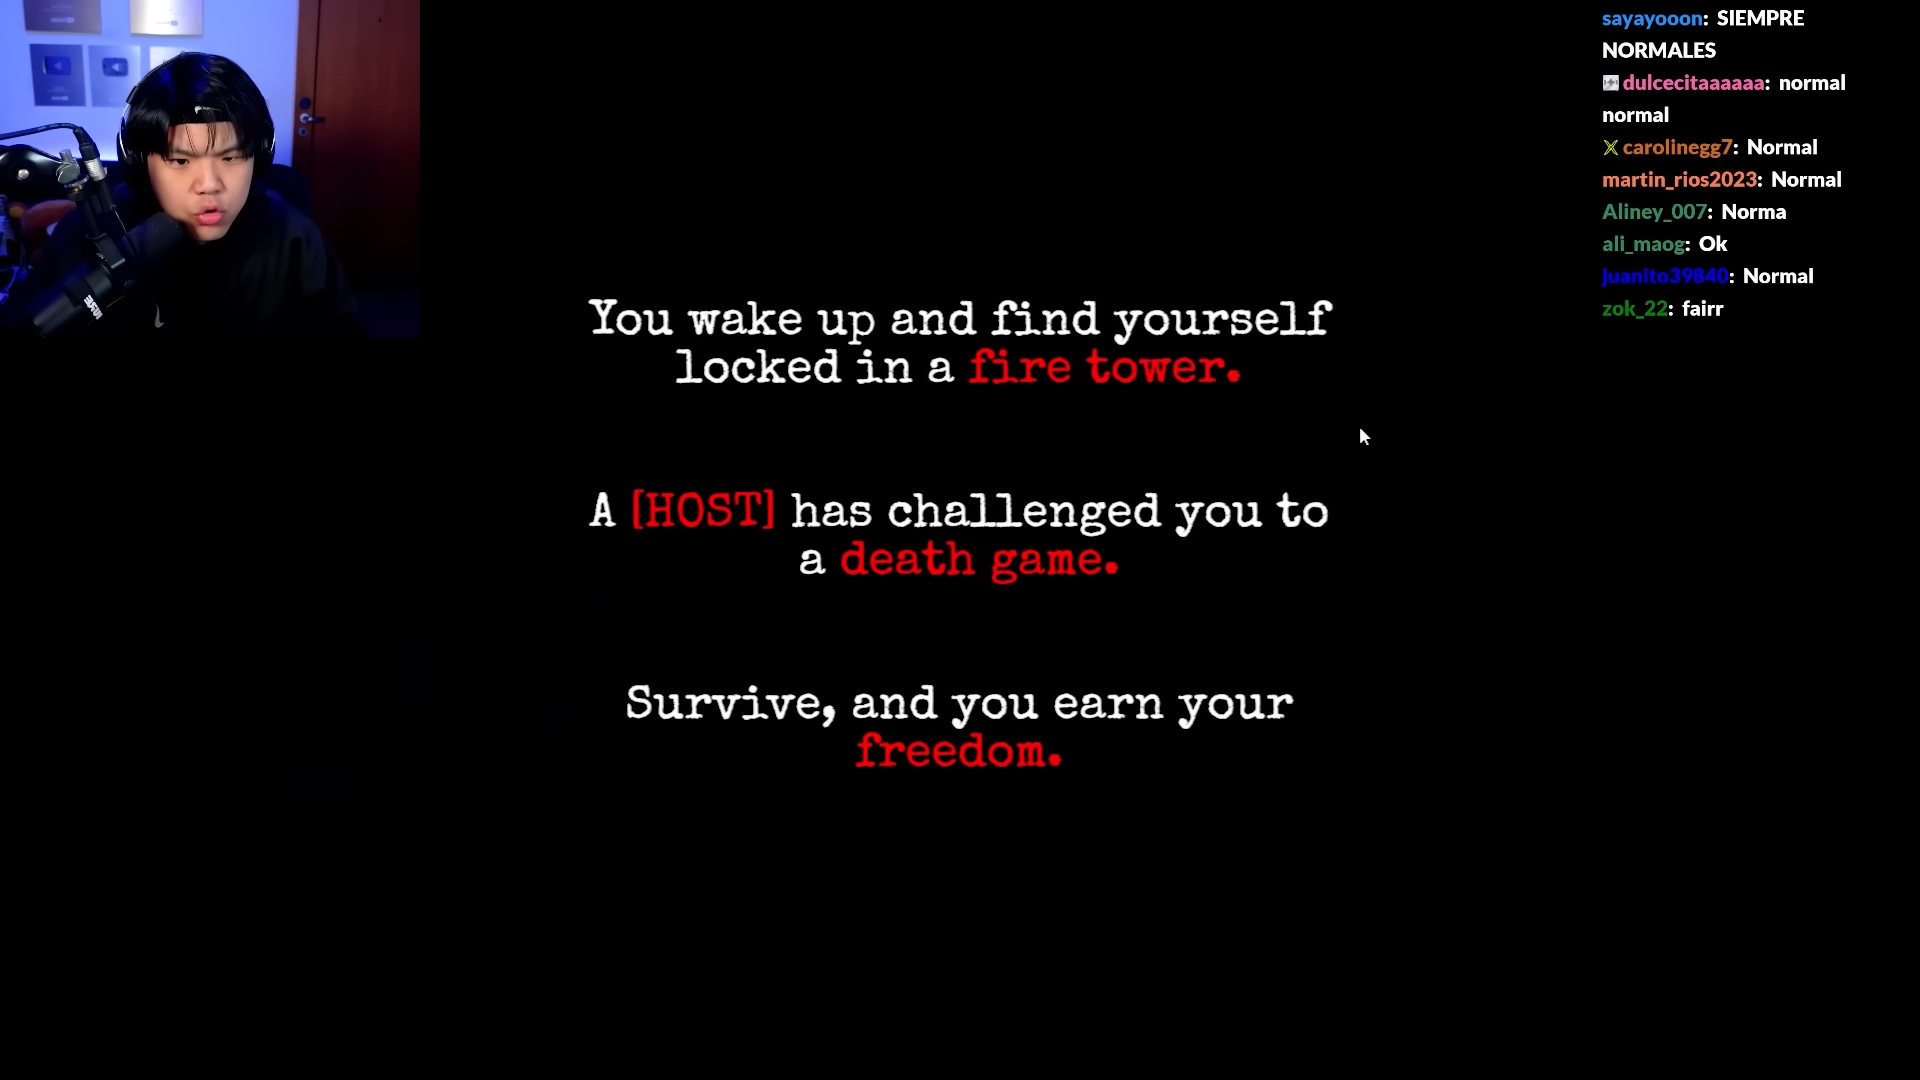 You wake up and find yourself
locked in a fire tower.
A [HOST] has challenged you to
a death game.
Survive, and you earn your
freedom.
sayayooon: SIEMPRE
NORMALES
dulcecitaaaaaa: normal
normal
carolinegg7: Normal
martin_rios2023: Normal
Aliney_007: Norma
ali_maog: Ok
juanito39840: Normal
zok_22: fairr